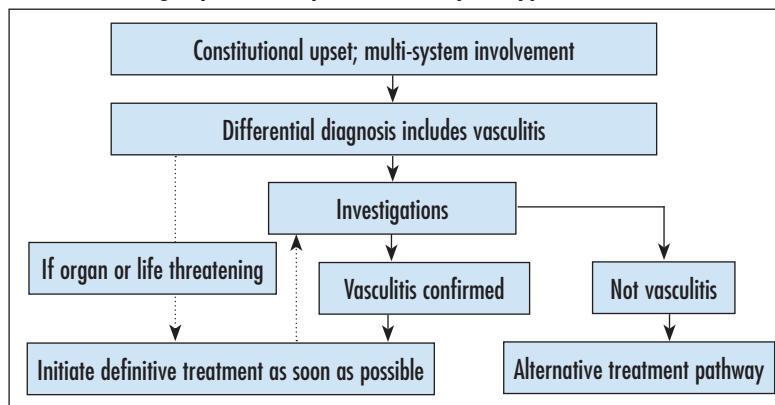 Constitutional upset; multi-system involvement
Differential diagnosis includes vasculitis
Investigations
If organ or life threatening
Vasculitis confirmed
Not vasculitis
Initiate definitive treatment as soon as possible
Alternative treatment pathway